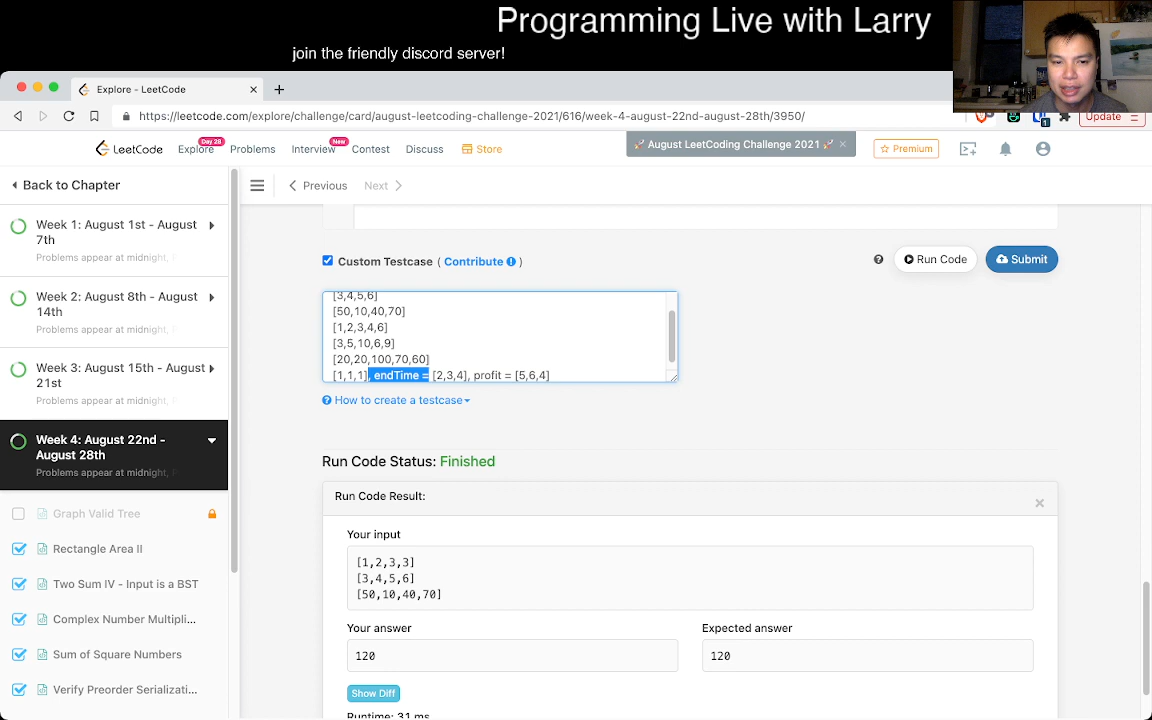 Programming Live with Larry
join the friendly discord server!
Explore - LeetCode
https://leetcode.com/explore/challenge/card/august-leetcoding-challenge-2021/616/week-4-august-22nd-august-28th/3950/
Update
LeetCode
Explore
Day 28
Problems
Interview
New
Contest
Discuss
Store
August LeetCoding Challenge 2021
Premium
Back to Chapter
Previous
Next
Week 1: August 1st - August
7th
Problems appear at midnight,
Week 2: August 8th - August
14th
Problems appear at midnight,
Week 3: August 15th - August
21st
Problems appear at midnight,
Week 4: August 22nd -
August 28th
Problems appear at midnight,
Graph Valid Tree
Rectangle Area II
Two Sum IV - Input is a BST
Complex Number Multipli...
Sum of Square Numbers
Verify Preorder Serializati...
Custom Testcase ( Contribute )
Run Code
Submit
[3,4,5,6]
[50,10,40,70]
[1,2,3,4,6]
[3,5,10,6,9]
[20,20,100,70,60]
[1,1,1], endTime = [2,3,4], profit = [5,6,4]
How to create a testcase
Run Code Status: Finished
Run Code Result:
Your input
[1,2,3,3]
[3,4,5,6]
[50,10,40,70]
Your answer
Expected answer
120
120
Show Diff
Runtime: 31 ms